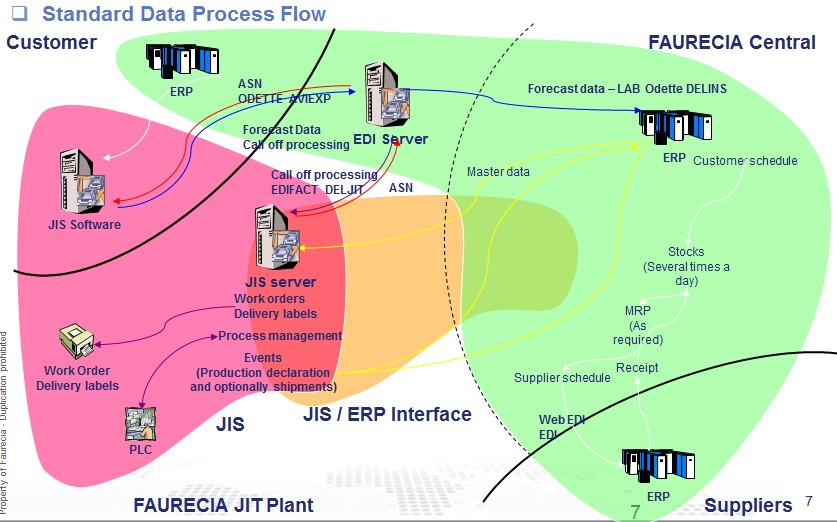 ❑ Standard Data Process Flow
Customer
FAURECIA Central
ERP
ASN
ODETTE AVIEXP
EDI Server
Forecast data – LAB Odette DELINS
ERP
Customer schedule
Forecast Data
Call off processing
Call off processing
EDIFACT DELJIT
ASN
Master data
JIS Software
JIS server
Work orders
Delivery labels
Process management
Events
(Production declaration
and optionally shipments)
Stocks
(Several times a
day)
MRP
(As
required)
Receipt
Supplier schedule
Work Order
Delivery labels
PLC
JIS
JIS / ERP Interface
Web EDI
EDI
ERP
FAURECIA JIT Plant
Suppliers
7
7
Property of Faurecia - Duplication prohibited